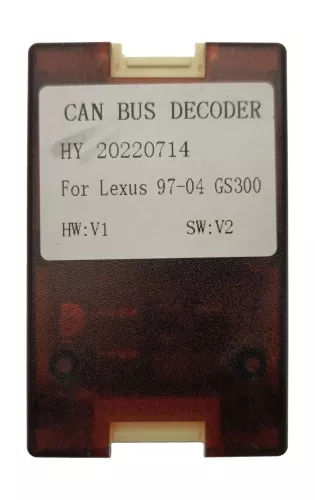 CAN BUS DECODER
HY 20220714
For Lexus 97-04 GS300
HW:V1 SW:V2